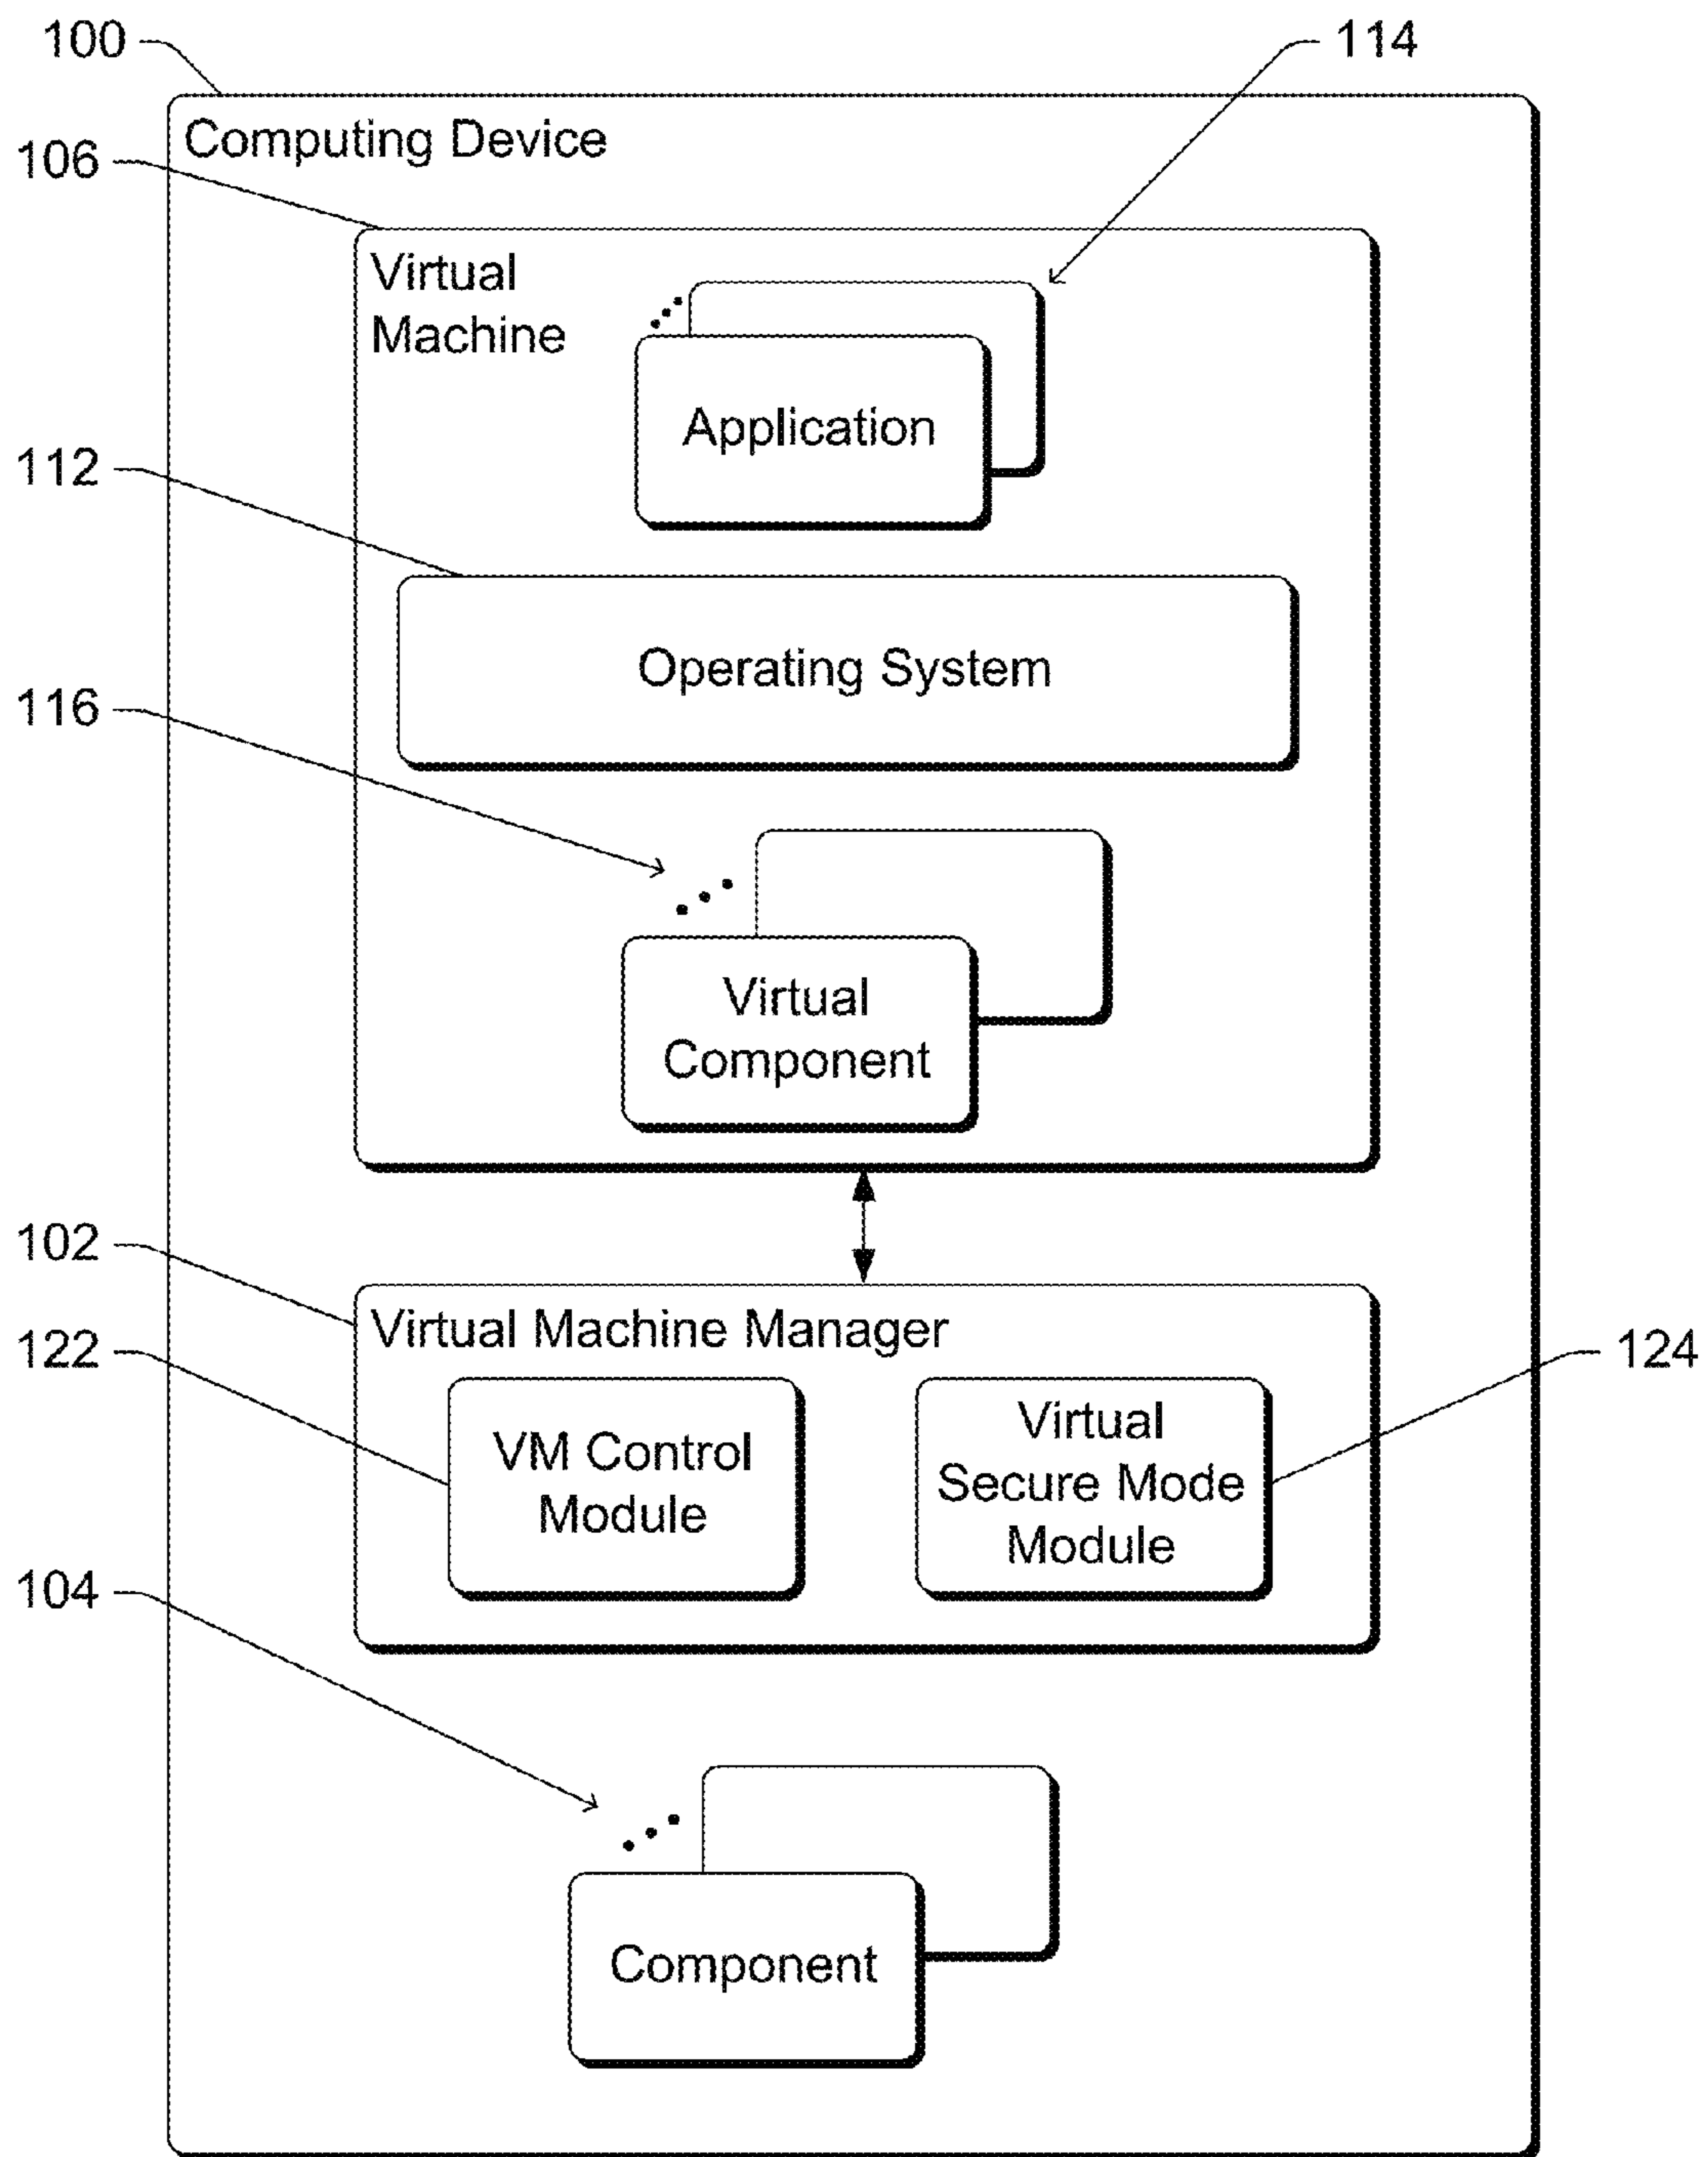 100
114
Computing Device
106
Virtual
Machine
Application
112
Operating System
116
Virtual
Component
102
Virtual Machine Manager
122
124
VM Control
Module
Virtual
Secure Mode
Module
104
Component